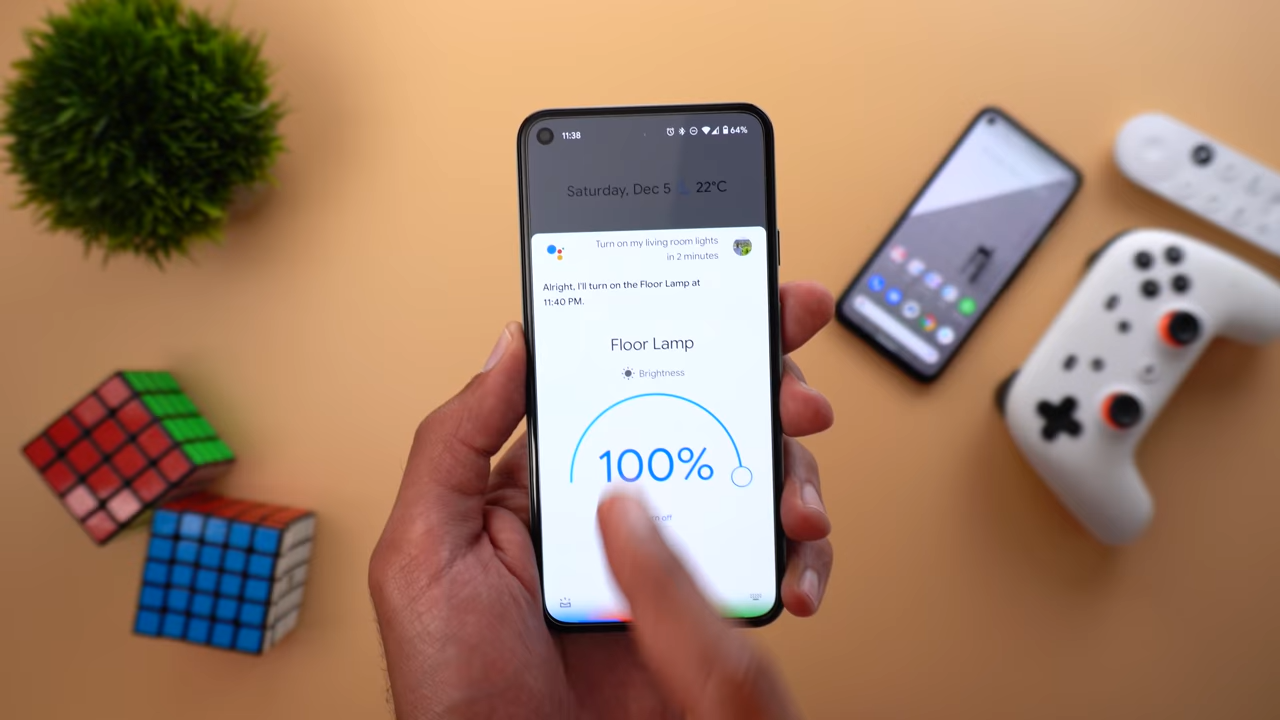 11:38
64%
Saturday, Dec 5 22°C
Turn on my living room lights
in 2 minutes
Alright, I'll turn on the Floor Lamp at
11:40 PM.
Floor Lamp
Brightness
100%
off